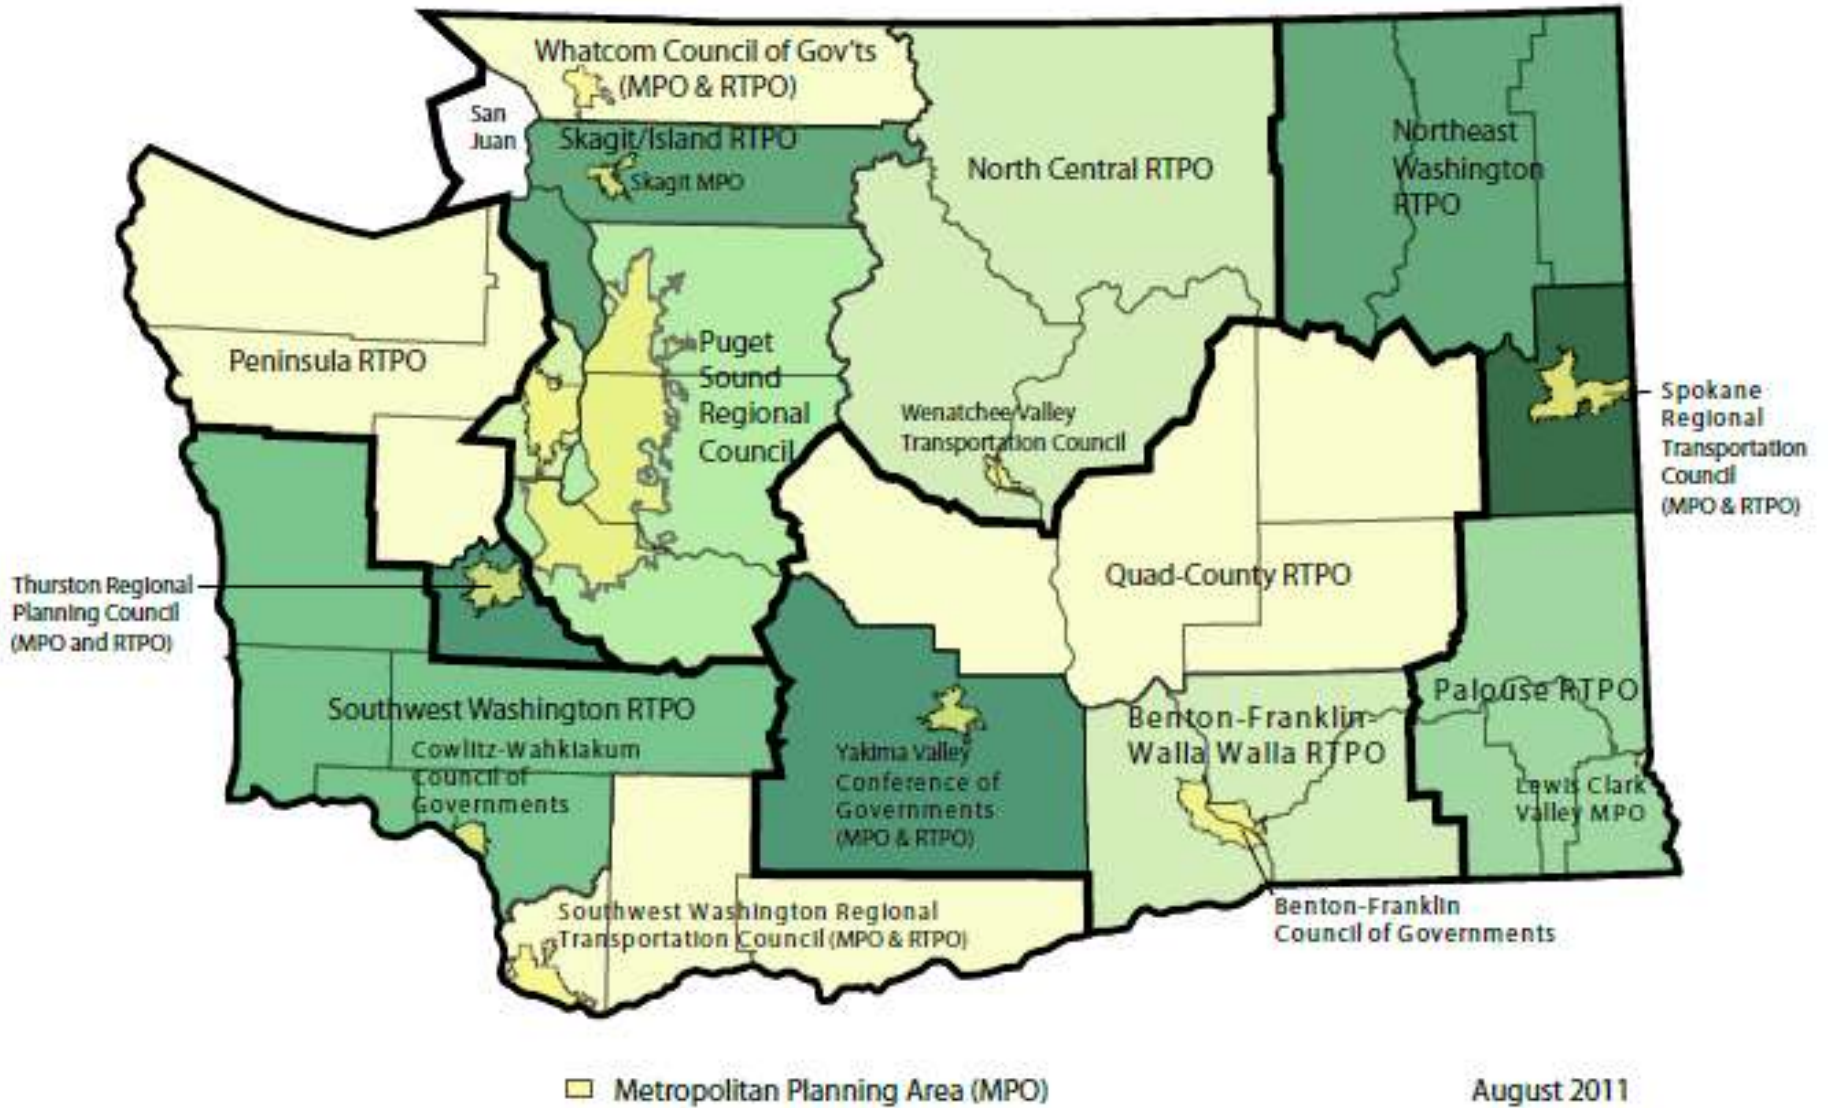 Whatcom Council of Gov'ts
(MPO & RTPO)
San
Juan
Skagit/Island RTPO
Skagit MPO
North Central RTPO
Northeast
Washington
RTPO
Peninsula RTPO
Puget
Sound
Regional
Council
Wenatchee Valley
Transportation Council
Spokane
Regional
Transportation
Council
(MPO & RTPO)
Thurston Regional
Planning Council
(MPO and RTPO)
Quad-County RTPO
Southwest Washington RTPO
Cowlitz-Wahkiakum
Council of
Governments
Yakima Valley
Conference of
Governments
(MPO & RTPO)
Benton-Franklin-
Walla Walla RTPO
Palouse RTPO
Lewis Clark
Valley MPO
Southwest Washington Regional
Transportation Council (MPO & RTPO)
Benton-Franklin
Council of Governments
Metropolitan Planning Area (MPO)
August 2011